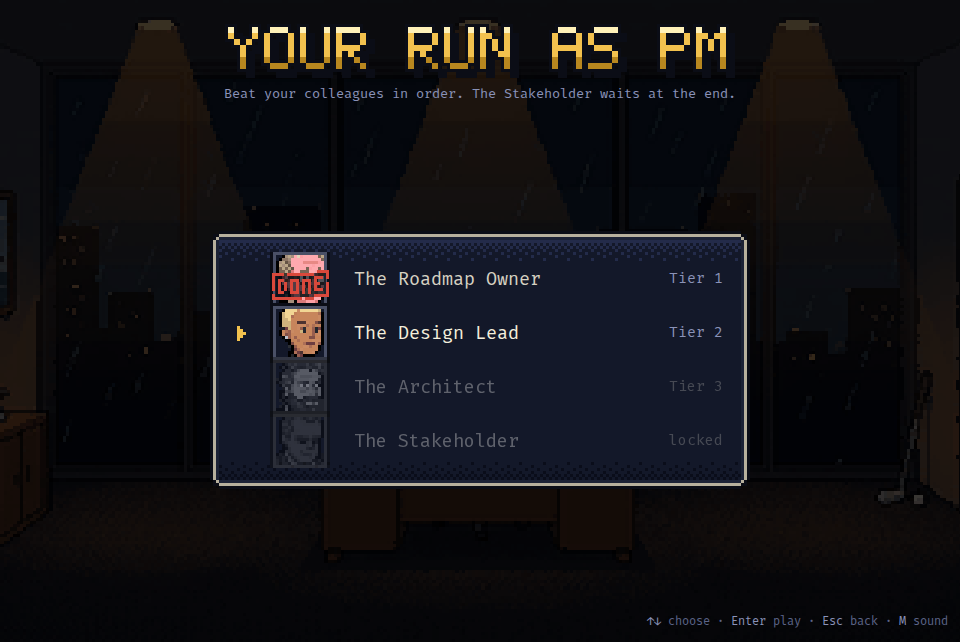 YOUR RUN AS PM
Beat your colleagues in order. The Stakeholder waits at the end.
DONE
The Roadmap Owner Tier 1
The Design Lead Tier 2
The Architect Tier 3
The Stakeholder locked
↑↓ choose · Enter play · Esc back · M sound